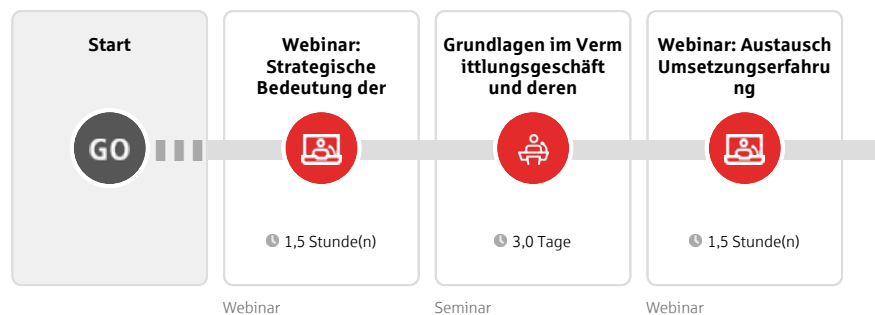 Start
GO
Webinar:
Strategische
Bedeutung der
1,5 Stunde(n)
Webinar
Grundlagen im Verm
ittlungsgeschäft
und deren
3,0 Tage
Seminar
Webinar: Austausch
Umsetzungserfahru
ng
1,5 Stunde(n)
Webinar